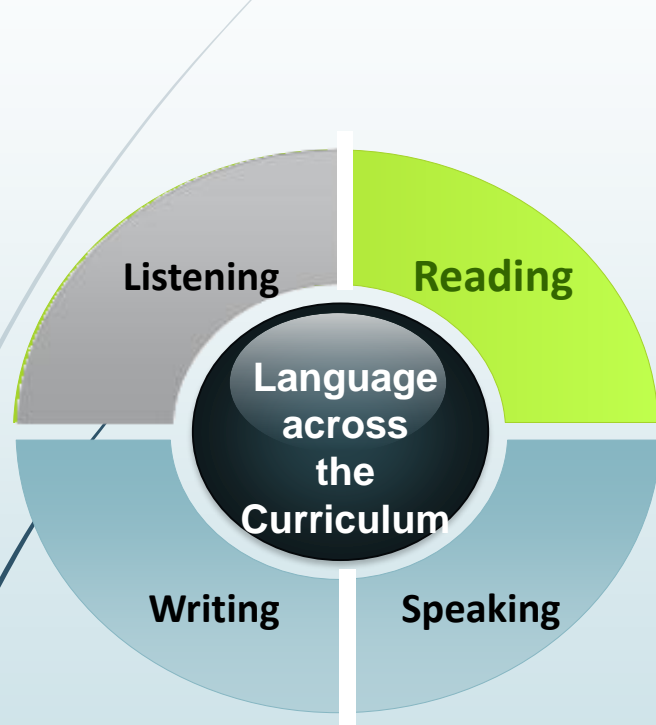 Listening
Reading
Language
across
the
Curriculum
Writing
Speaking